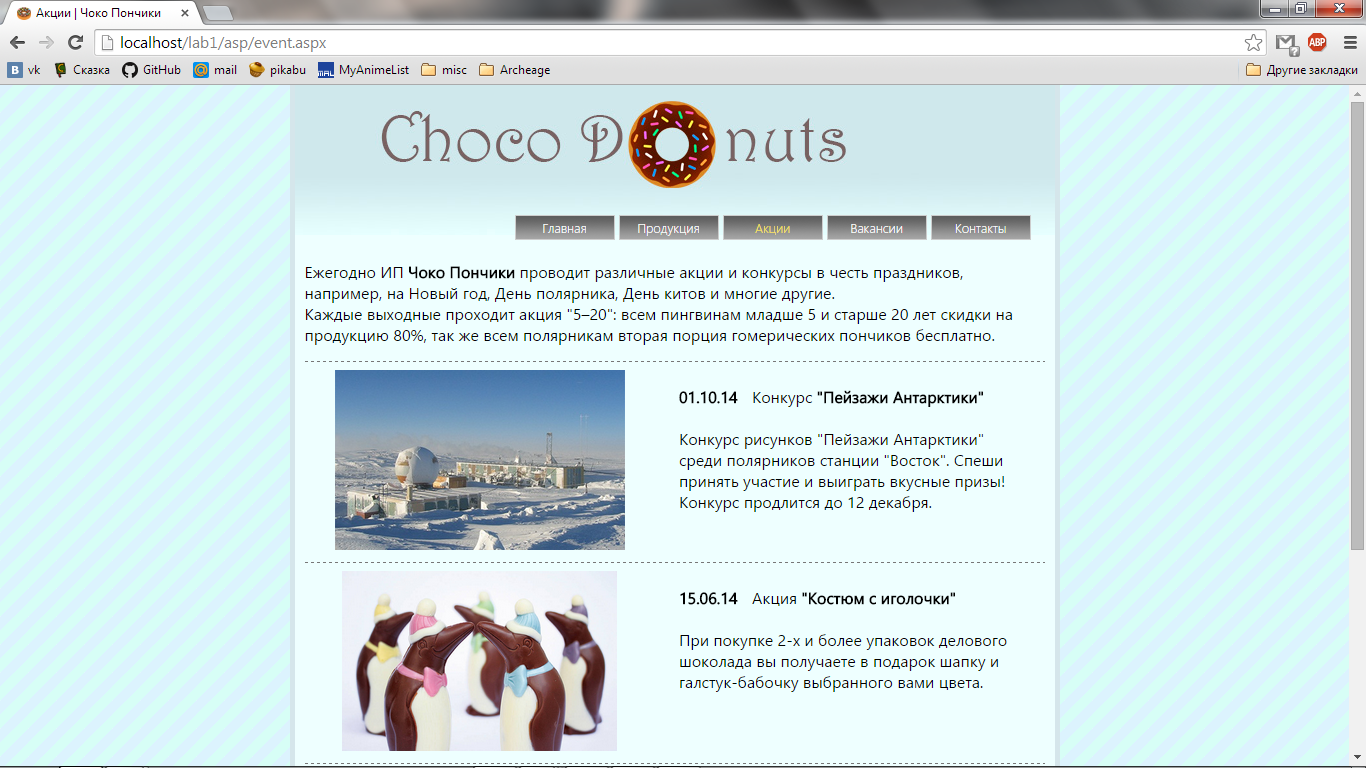 Акции | Чоко Пончики
localhost/lab1/asp/event.aspx
B vk Сказка GitHub mail pikabu MAL MyAnimeList misc Archeage Другие закладки
ABP
Choco Donuts
Главная Продукция Акции Вакансии Контакты
Ежегодно ИП Чоко Пончики проводит различные акции и конкурсы в честь праздников,
например, на Новый год, День полярника, День китов и многие другие.
Каждые выходные проходит акция "5–20": всем пингвинам младше 5 и старше 20 лет скидки на
продукцию 80%, так же всем полярникам вторая порция гомерических пончиков бесплатно.
01.10.14 Конкурс "Пейзажи Антарктики"
Конкурс рисунков "Пейзажи Антарктики"
среди полярников станции "Восток". Спеши
принять участие и выиграть вкусные призы!
Конкурс продлится до 12 декабря.
15.06.14 Акция "Костюм с иголочки"
При покупке 2-х и более упаковок делового
шоколада вы получаете в подарок шапку и
галстук-бабочку выбранного вами цвета.